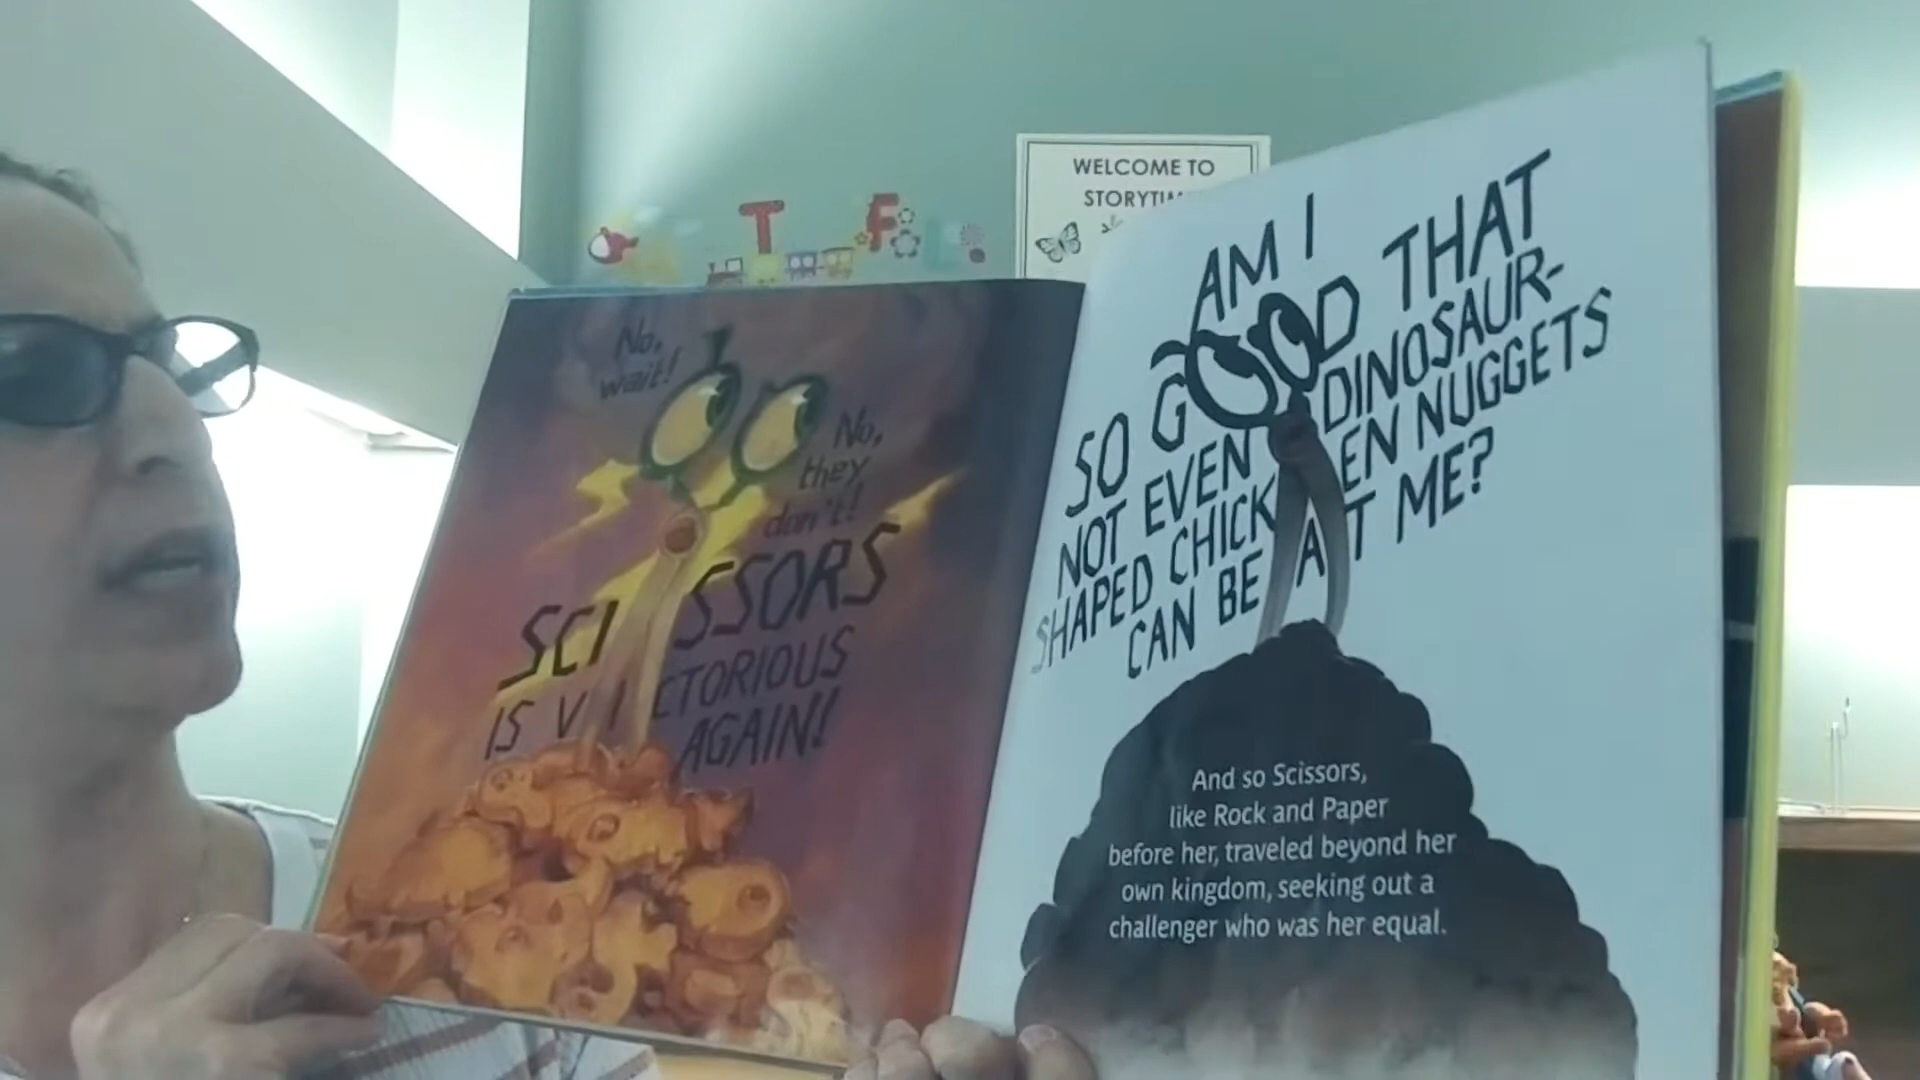 WELCOME TO
T F
No,
wait!
No,
they
don't!
SCISSORS
IS VICTORIOUS
AGAIN!
AM I
SO GOOD THAT
NOT EVEN DINOSAUR-
SHAPED CHICKEN NUGGETS
CAN BEAT ME?
And so Scissors,
like Rock and Paper
before her, traveled beyond her
own kingdom, seeking out a
challenger who was her equal.